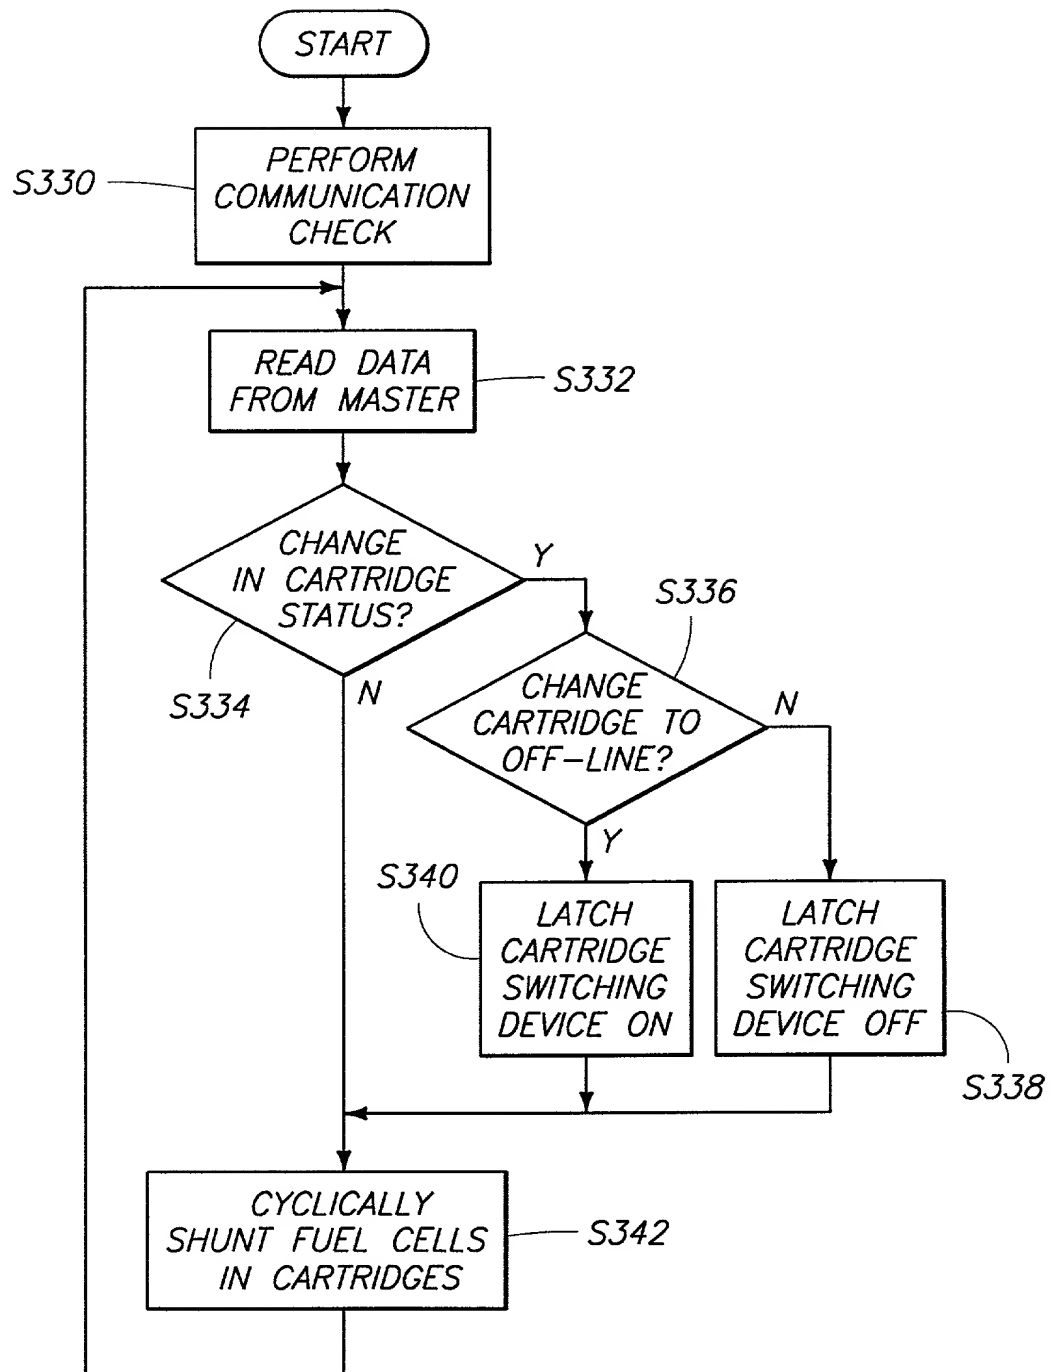 START
PERFORM
COMMUNICATION
CHECK
S330
READ DATA
FROM MASTER
S332
CHANGE
IN CARTRIDGE
STATUS?
Y
S334
N
S336
CHANGE
CARTRIDGE TO
OFF-LINE?
N
Y
S340
LATCH
CARTRIDGE
SWITCHING
DEVICE ON
LATCH
CARTRIDGE
SWITCHING
DEVICE OFF
S338
CYCLICALLY
SHUNT FUEL CELLS
IN CARTRIDGES
S342